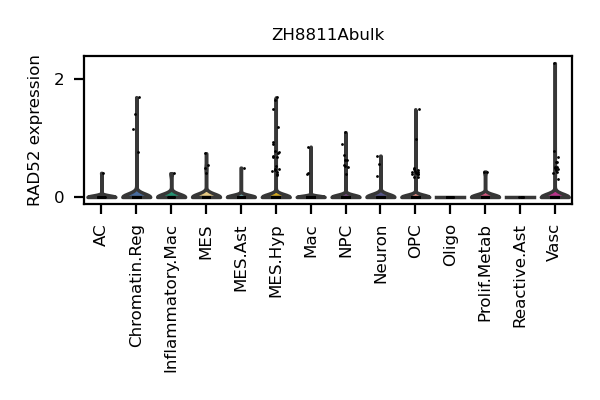 ZH8811Abulk
RAD52 expression
2
0
AC
Chromatin.Reg
Inflammatory.Mac
MES
MES.Ast
MES.Hyp
Mac
NPC
Neuron
OPC
Oligo
Prolif.Metab
Reactive.Ast
Vasc